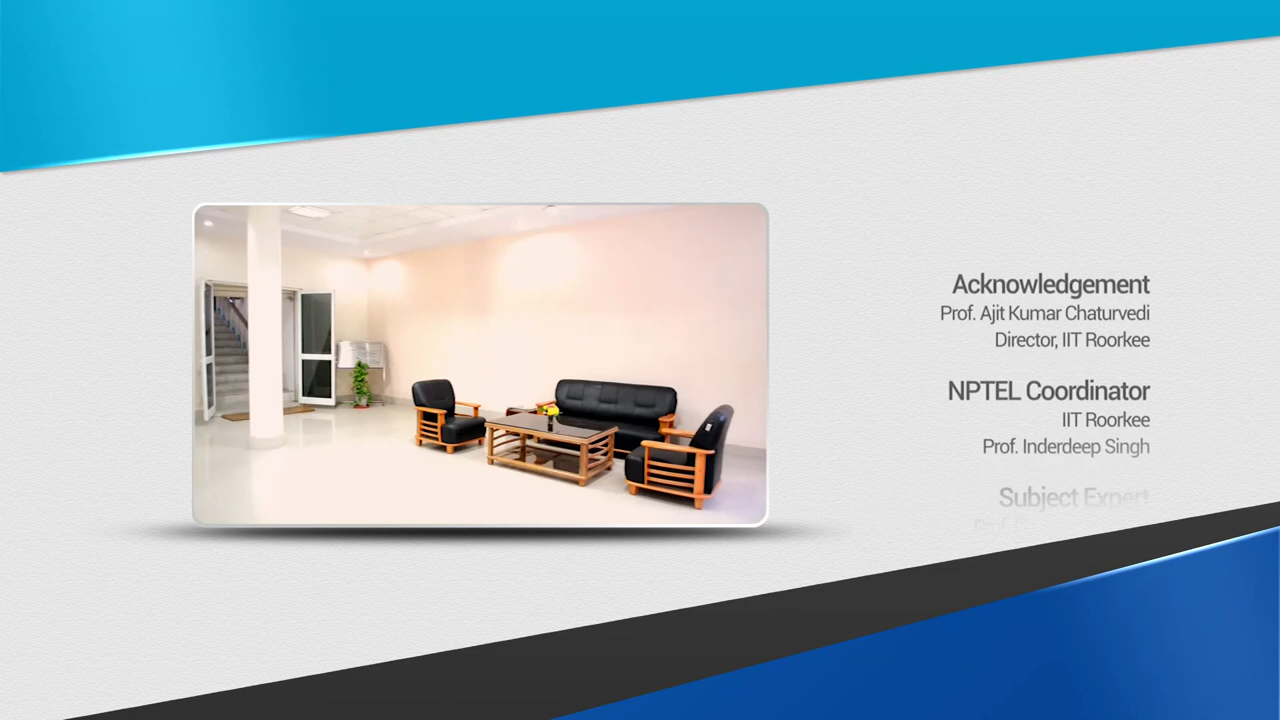 Acknowledgement
Prof. Ajit Kumar Chaturvedi
Director, IIT Roorkee
NPTEL Coordinator
IIT Roorkee
Prof. Inderdeep Singh
Subject Expert